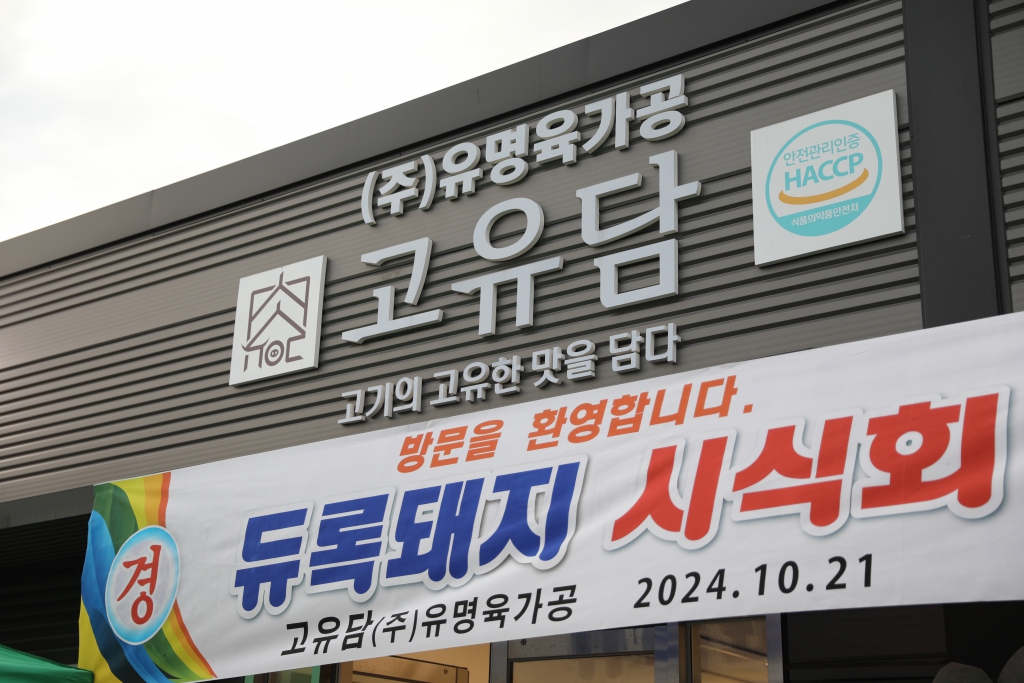 (주)유명육가공
고유담
고기의 고유한 맛을 담다
안전관리인증
HACCP
식품의약품안전처
방문을 환영합니다.
경
듀록돼지 시식회
고유담(주)유명육가공 2024.10.21